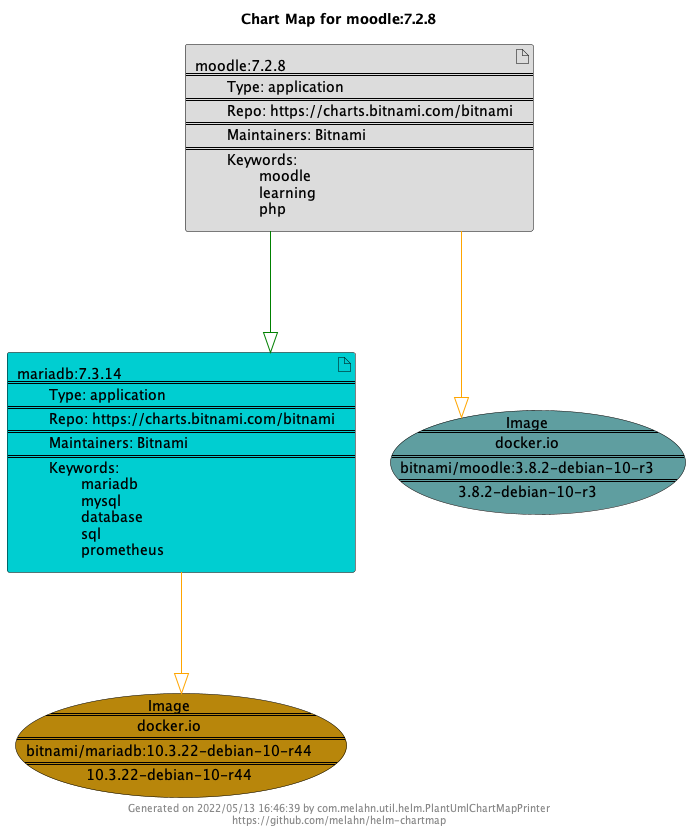 Chart Map for moodle:7.2.8
moodle:7.2.8
Type: application
Repo: https://charts.bitnami.com/bitnami
Maintainers: Bitnami
Keywords:
moodle
learning
php
mariadb:7.3.14
Type: application
Repo: https://charts.bitnami.com/bitnami
Maintainers: Bitnami
Keywords:
mariadb
mysql
database
sql
prometheus
Image
docker.io
bitnami/moodle:3.8.2-debian-10-r3
3.8.2-debian-10-r3
Image
docker.io
bitnami/mariadb:10.3.22-debian-10-r44
10.3.22-debian-10-r44
Generated on 2022/05/13 16:46:39 by com.melahn.util.helm.PlantUmlChartMapPrinter
https://github.com/melahn/helm-chartmap